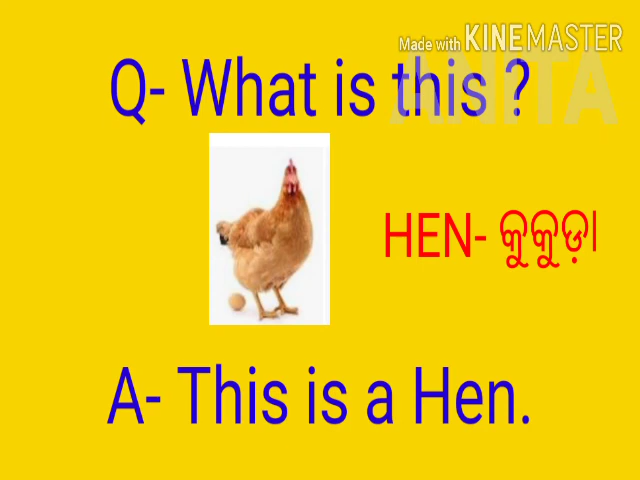 Made with KINEMASTER
ANITA
Q- What is this ?
HEN- କୁକୁଡ଼ା
A- This is a Hen.